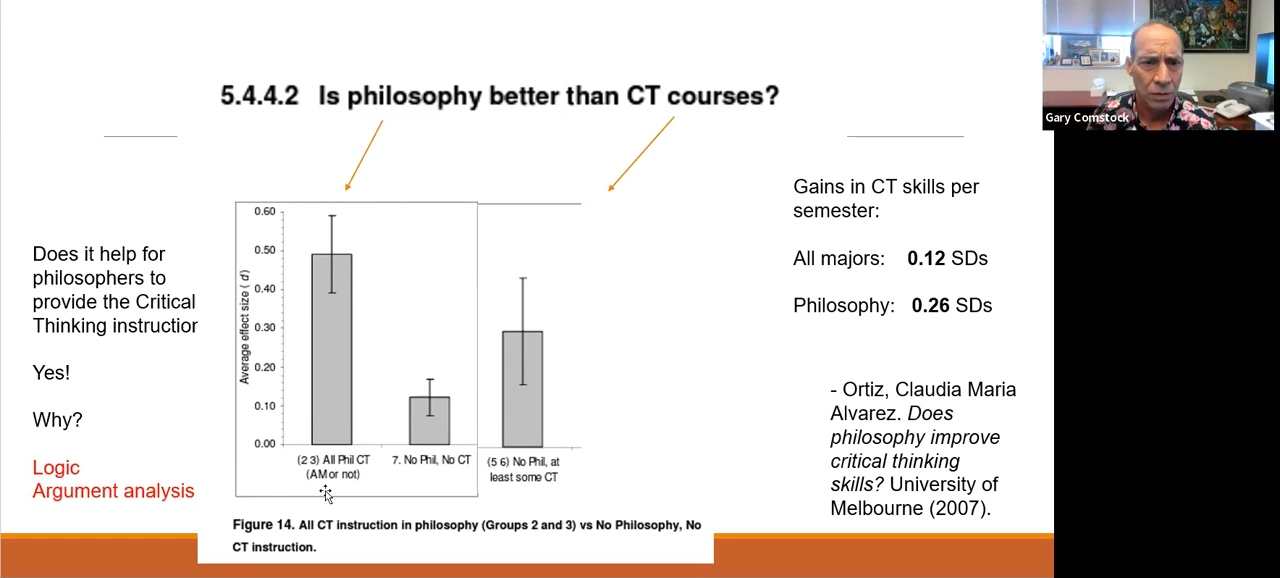 5.4.4.2 Is philosophy better than CT courses?
Gary Comstock
Does it help for
philosophers to
provide the Critical
Thinking instructior
Yes!
Why?
Logic
Argument analysis
Average effect size ( d)
0.60
0.50
0.40
0.30
0.20
0.10
0.00
(2 3) All Phil CT
(AM or not)
7. No Phil, No CT
(5 6) No Phil, at
least some CT
Figure 14. All CT instruction in philosophy (Groups 2 and 3) vs No Philosophy, No
CT instruction.
Gains in CT skills per
semester:
All majors: 0.12 SDs
Philosophy: 0.26 SDs
- Ortiz, Claudia Maria
Alvarez. Does
philosophy improve
critical thinking
skills? University of
Melbourne (2007).